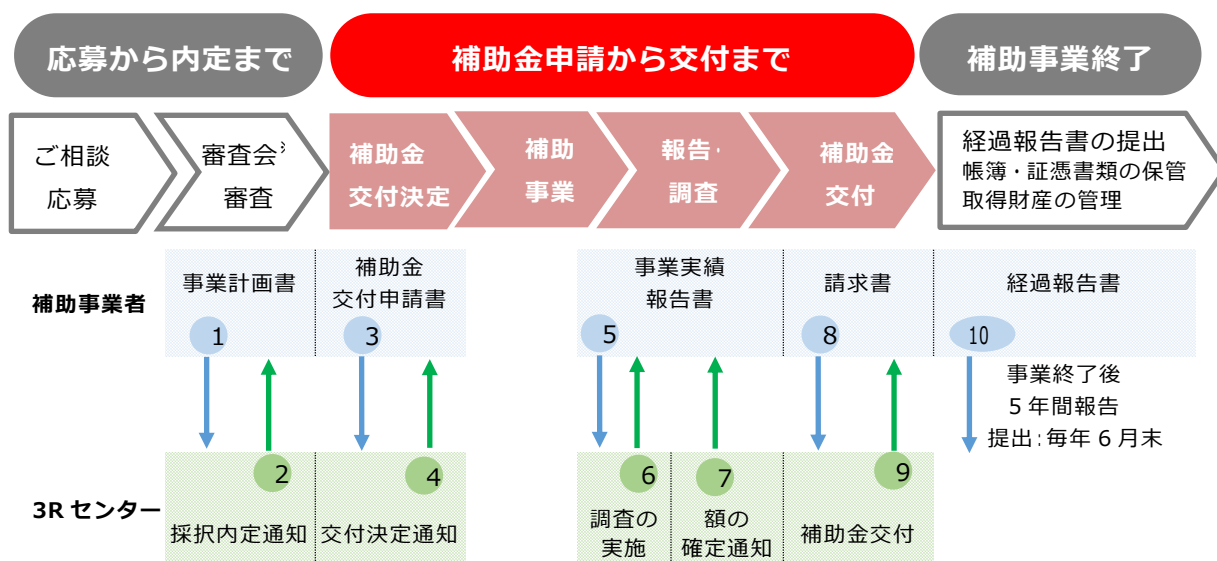 応募から内定まで
補助金申請から交付まで
補助事業終了
ご相談
応募
審査会
審査
補助金
交付決定
補助
事業
報告・
調査
補助金
交付
経過報告書の提出
帳簿・証憑書類の保管
取得財産の管理
補助事業者
事業計画書
補助金
交付申請書
事業実績
報告書
請求書
経過報告書
1
3
5
8
10
事業終了後
5年間報告
提出:毎年6月末
3Rセンター
2
4
6
7
9
採択内定通知
交付決定通知
調査の
実施
額の
確定通知
補助金交付